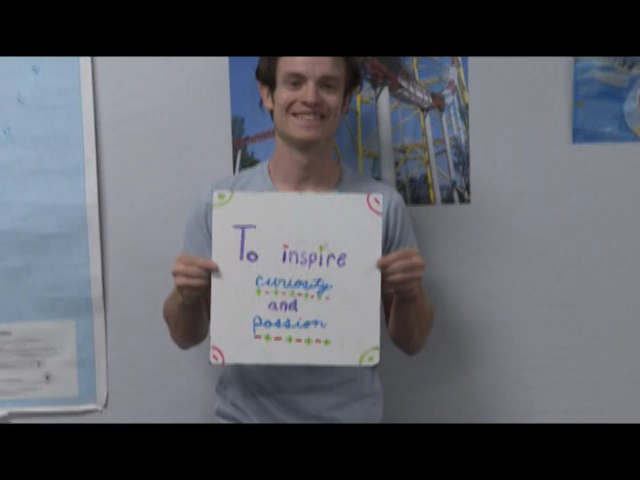 To inspire
curiosity
and
passion